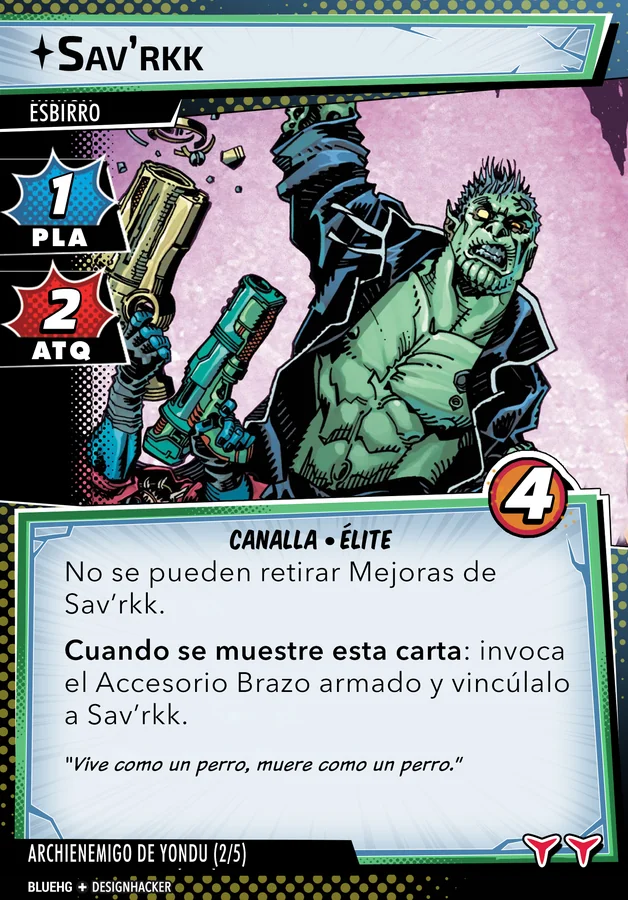 Sav'rkk
ESBIRRO
1
PLA
2
ATQ
4
CANALLA • ÉLITE
No se pueden retirar Mejoras de
Sav'rkk.
Cuando se muestre esta carta: invoca
el Accesorio Brazo armado y vincúlalo
a Sav'rkk.
"Vive como un perro, muere como un perro."
ARCHIENEMIGO DE YONDU (2/5)
BLUEHG + DESIGNHACKER